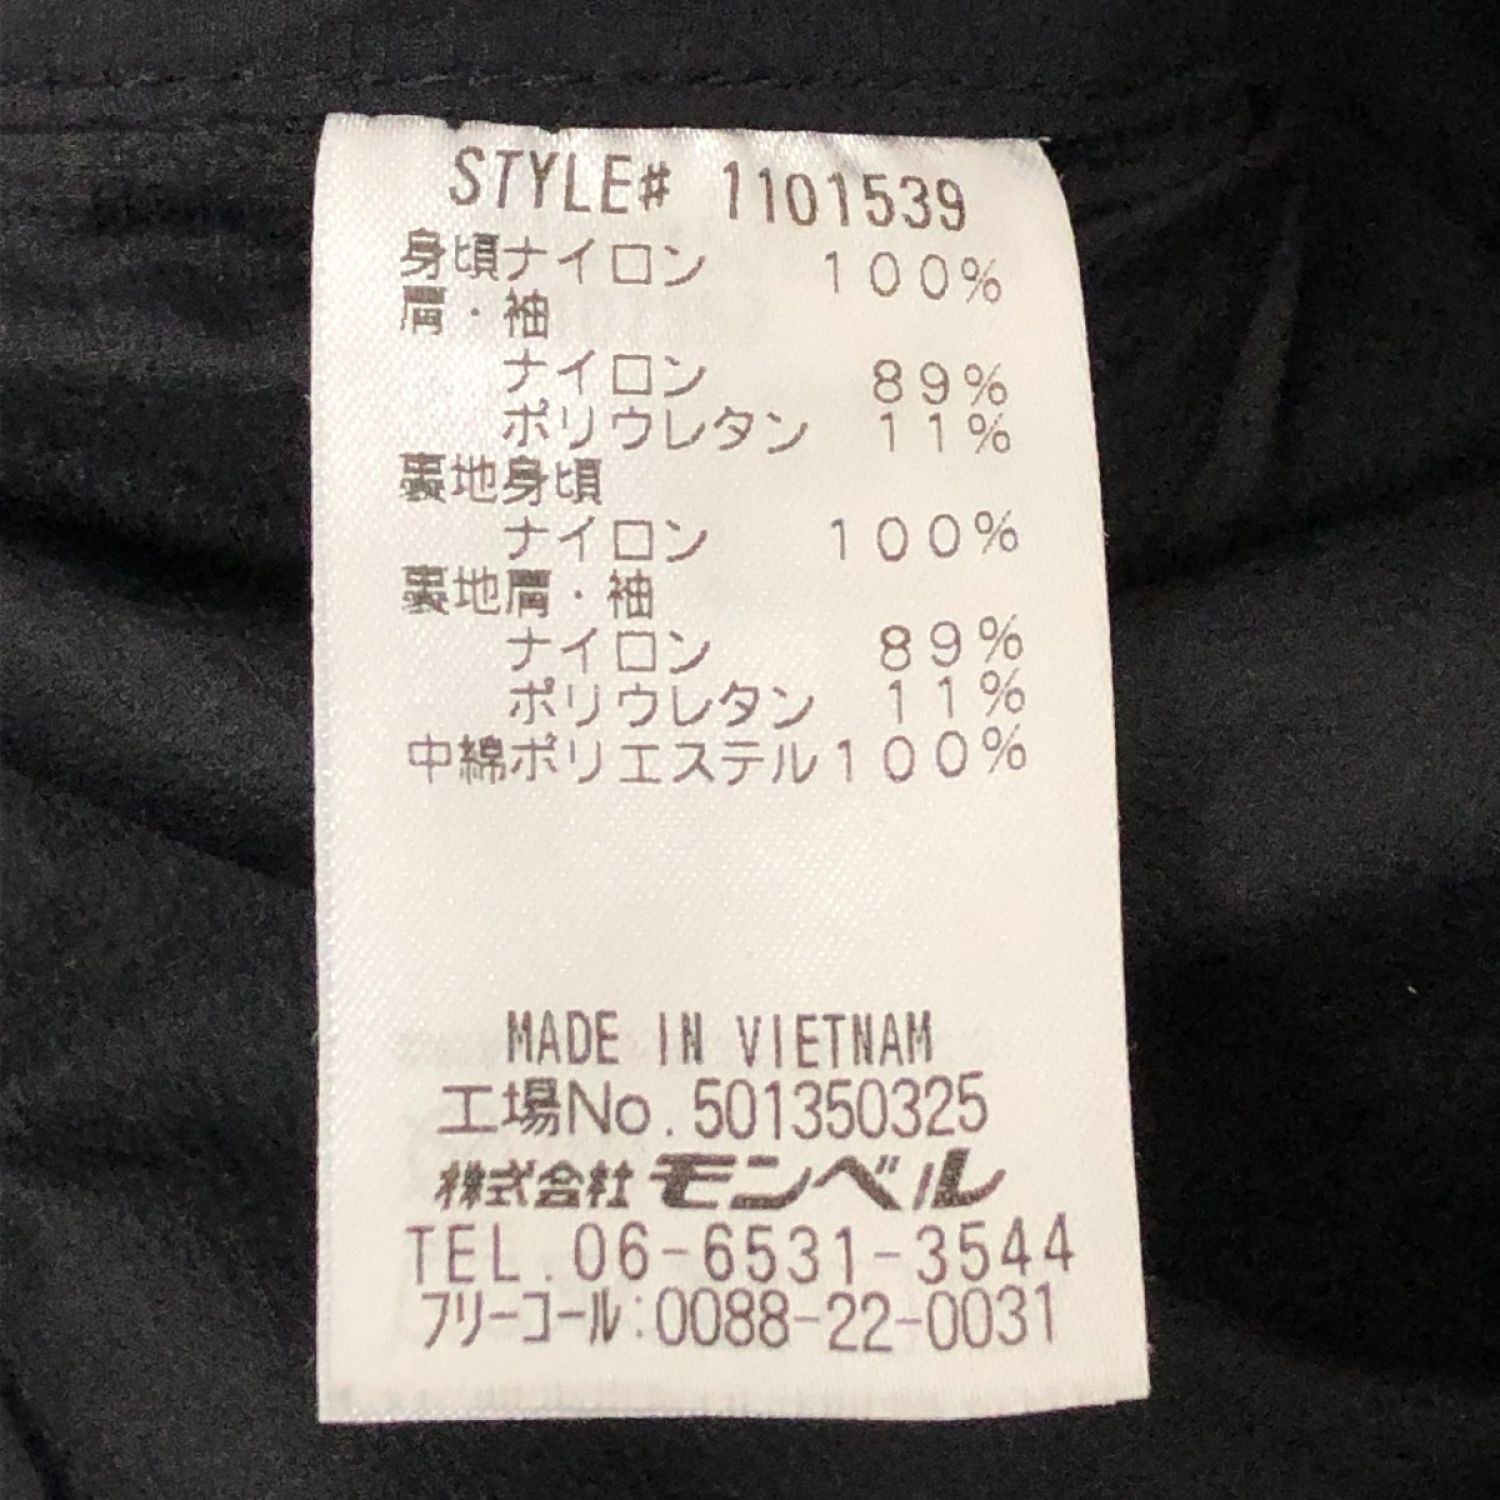 STYLE# 1101539
身頃ナイロン 100%
肩・袖
ナイロン 89%
ポリウレタン 11%
裏地身頃
ナイロン 100%
裏地肩・袖
ナイロン 89%
ポリウレタン 11%
中綿ポリエステル100%
MADE IN VIETNAM
工場No.501350325
株式会社モンベル
TEL.06-6531-3544
フリーコール:0088-22-0031